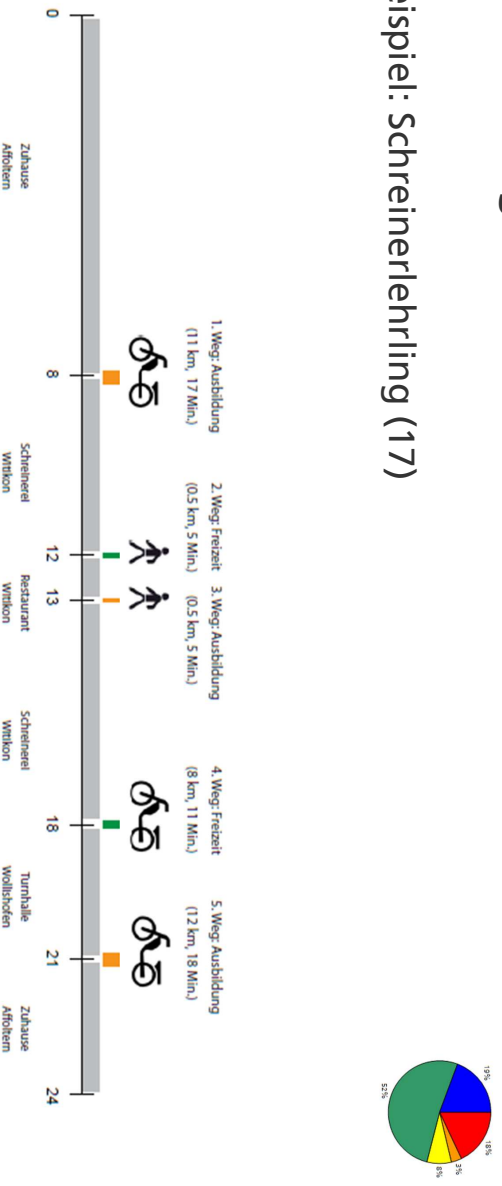 eispiel: Schreinerlehrling (17)
19%
18%
3%
8%
52%
1. Weg: Ausbildung
(11 km, 17 Min.)
2. Weg: Freizeit
(0.5 km, 5 Min.)
3. Weg: Ausbildung
(0.5 km, 5 Min.)
4. Weg: Freizeit
(8 km, 11 Min.)
5. Weg: Ausbildung
(12 km, 18 Min.)
0
8
12
13
18
21
24
Zuhause
Affoltern
Schreinerei
Witikon
Restaurant
Witikon
Schreinerei
Witikon
Turnhalle
Wollishofen
Zuhause
Affoltern